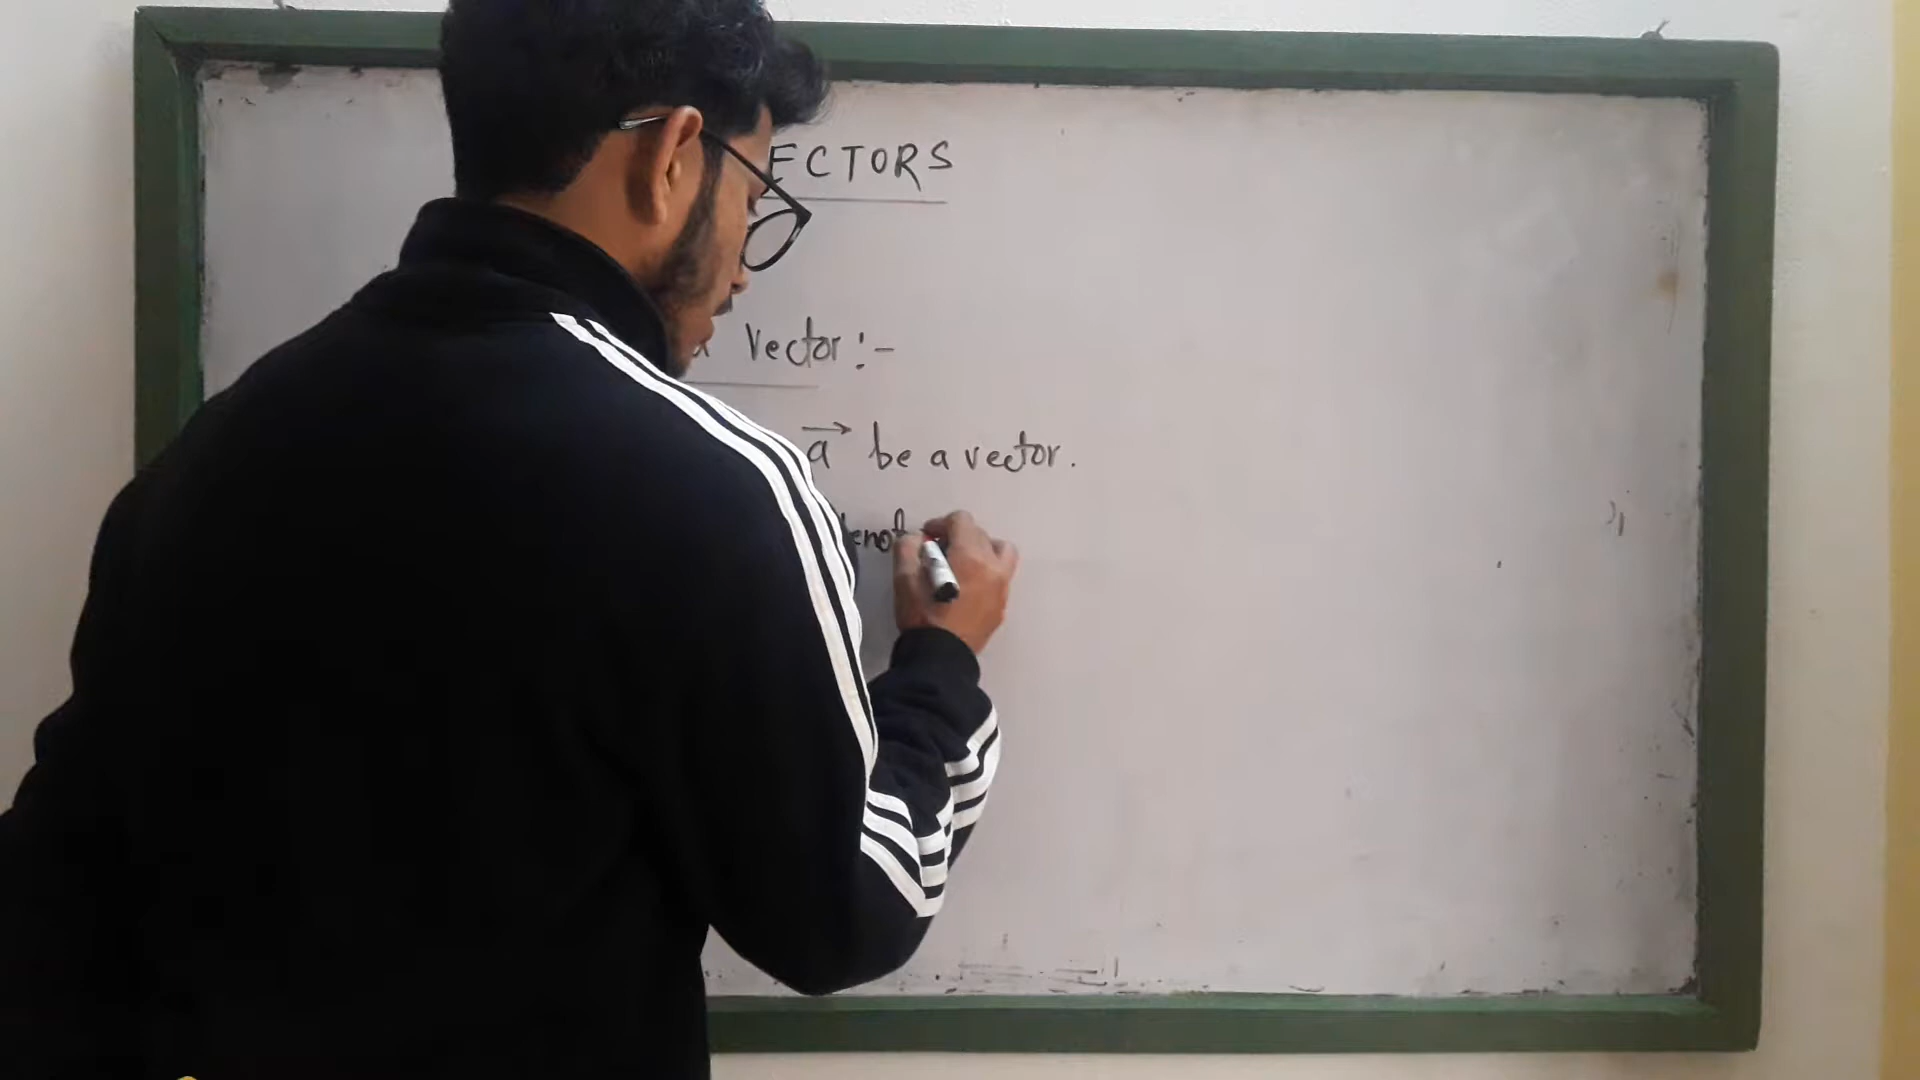 ECTORS
Vector :-
a⃗ be a vector.